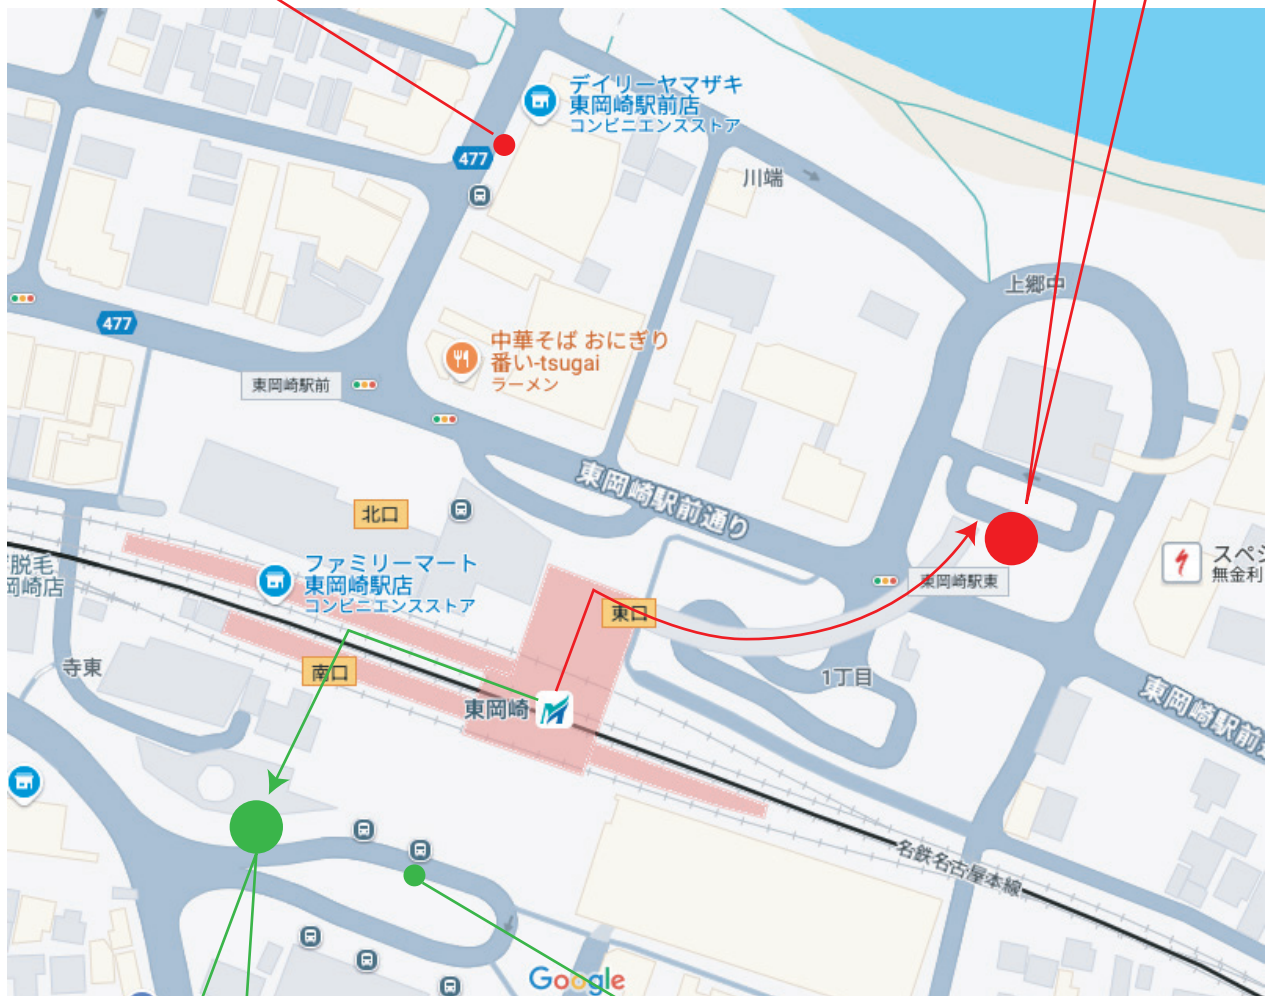 デイリーヤマザキ
東岡崎駅前店
コンビニエンスストア
477
川端
上郷中
477
中華そば おにぎり
番い-tsugai
ラーメン
東岡崎駅前
東岡崎駅前通り
北口
脱毛
岡崎店
ファミリーマート
東岡崎駅店
コンビニエンスストア
スペシ
無金利
東岡崎駅東
東口
南口
寺東
1丁目
東岡崎
東岡崎駅前
名鉄名古屋本線
Google